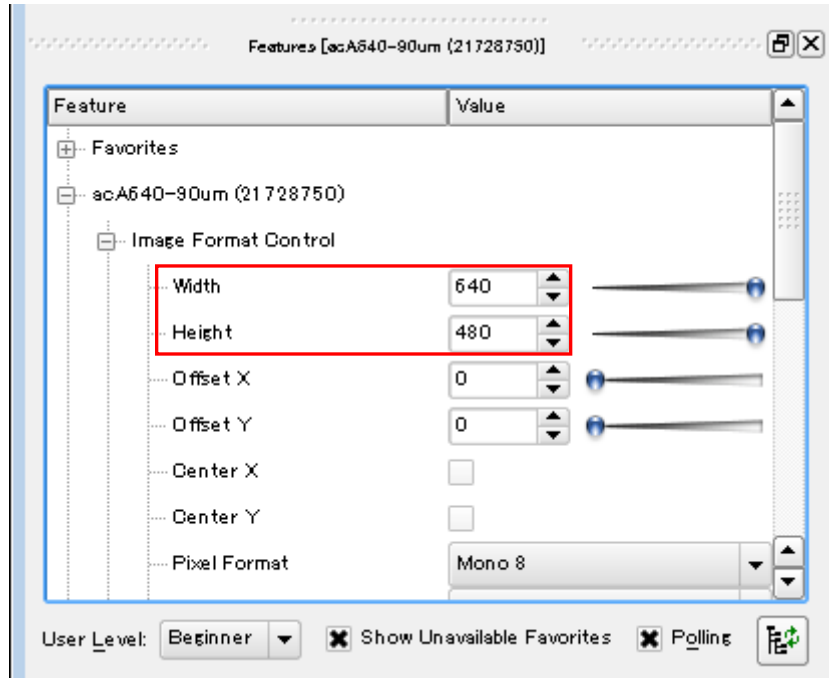 Features [acA640-90um (21728750)]
Feature Value
Favorites
acA640-90um (21728750)
Image Format Control
Width 640
Height 480
Offset X 0
Offset Y 0
Center X
Center Y
Pixel Format Mono 8
User Level: Beginner Show Unavailable Favorites Polling